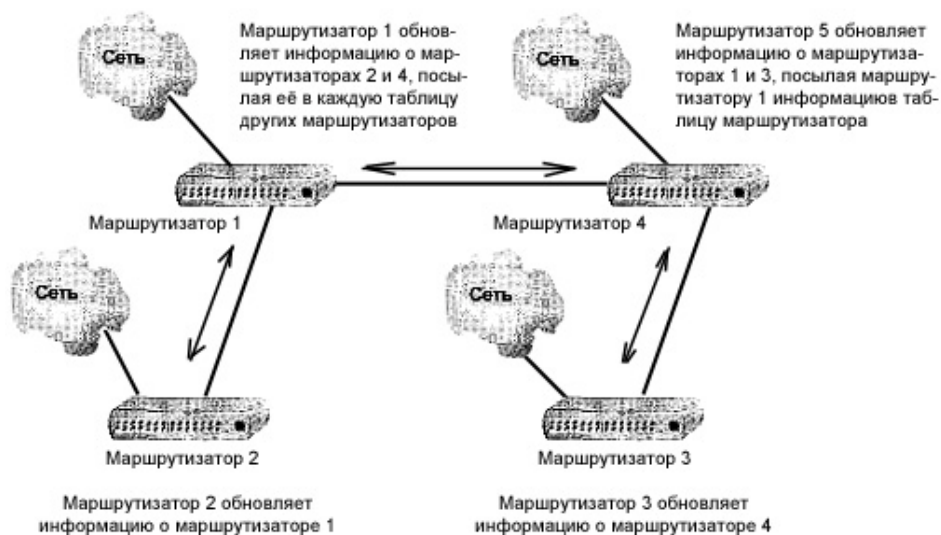 Сеть
Маршрутизатор 1 обнов-
ляет информацию о мар-
шрутизаторах 2 и 4, посы-
лая её в каждую таблицу
других маршрутизаторов
Сеть
Маршрутизатор 5 обновляет
информацию о маршрутиза-
торах 1 и 3, посылая маршру-
тизатору 1 информациюв таб-
лицу маршрутизатора
Маршрутизатор 1
Маршрутизатор 4
Сеть
Сеть
Маршрутизатор 2
Маршрутизатор 3
Маршрутизатор 2 обновляет
информацию о маршрутизаторе 1
Маршрутизатор 3 обновляет
информацию о маршрутизаторе 4